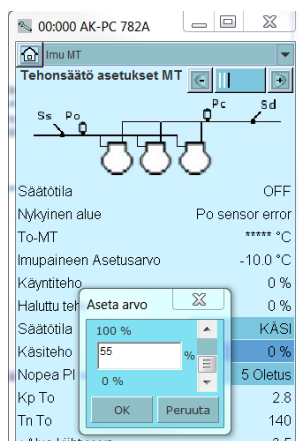 00:000 AK-PC 782A
Imu MT
Tehonsäätö asetukset MT
Pc
Sd
Ss
Po
Säätötila OFF
Nykyinen alue Po sensor error
To-MT ***** °C
Imupaineen Asetusarvo -10.0 °C
Käyntiteho 0 %
Haluttu teh 0 %
Aseta arvo
100 %
Säätötila KÄSI
55 %
Käsiteho 0 %
0 %
Nopea PI 5 Oletus
OK Peruuta
Kp To 2.8
Tn To 140